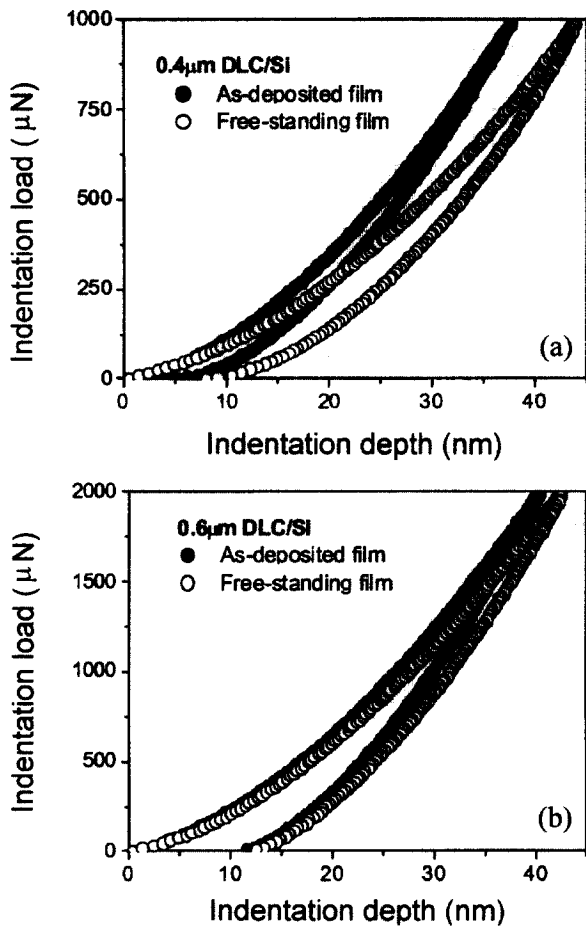 1000
750
500
250
0
Indentation load ( μN)
0.4μm DLC/Si
As-deposited film
Free-standing film
(a)
0 10 20 30 40
Indentation depth (nm)
2000
1500
1000
500
0
Indentation load ( μN)
0.6μm DLC/SI
As-deposited film
Free-standing film
(b)
0 10 20 30 40
Indentation depth (nm)